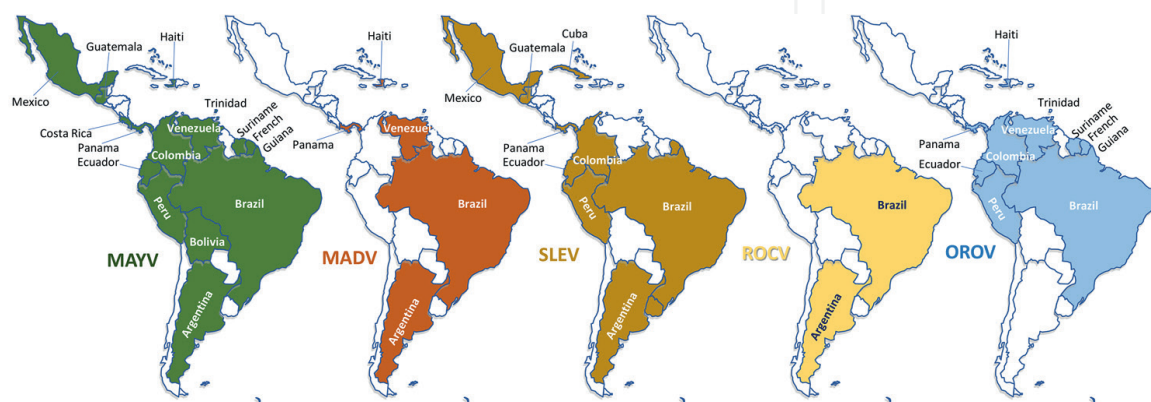 Guatemala
Haiti
Mexico
Costa Rica
Panama
Ecuador
Trinidad
Venezuela
Suriname
French
Guiana
Colombia
Peru
Brazil
Bolivia
Argentina
MAYV
Haiti
Panama
Venezuel
Brazil
Argentina
MADV
Guatemala
Cuba
Mexico
Panama
Ecuador
Colombia
Peru
Brazil
Argentina
SLEV
Brazil
Argentina
ROCV
Haiti
Trinidad
Panama
Ecuador
Venezuela
Suriname
French
Guiana
Colombia
Peru
Brazil
OROV